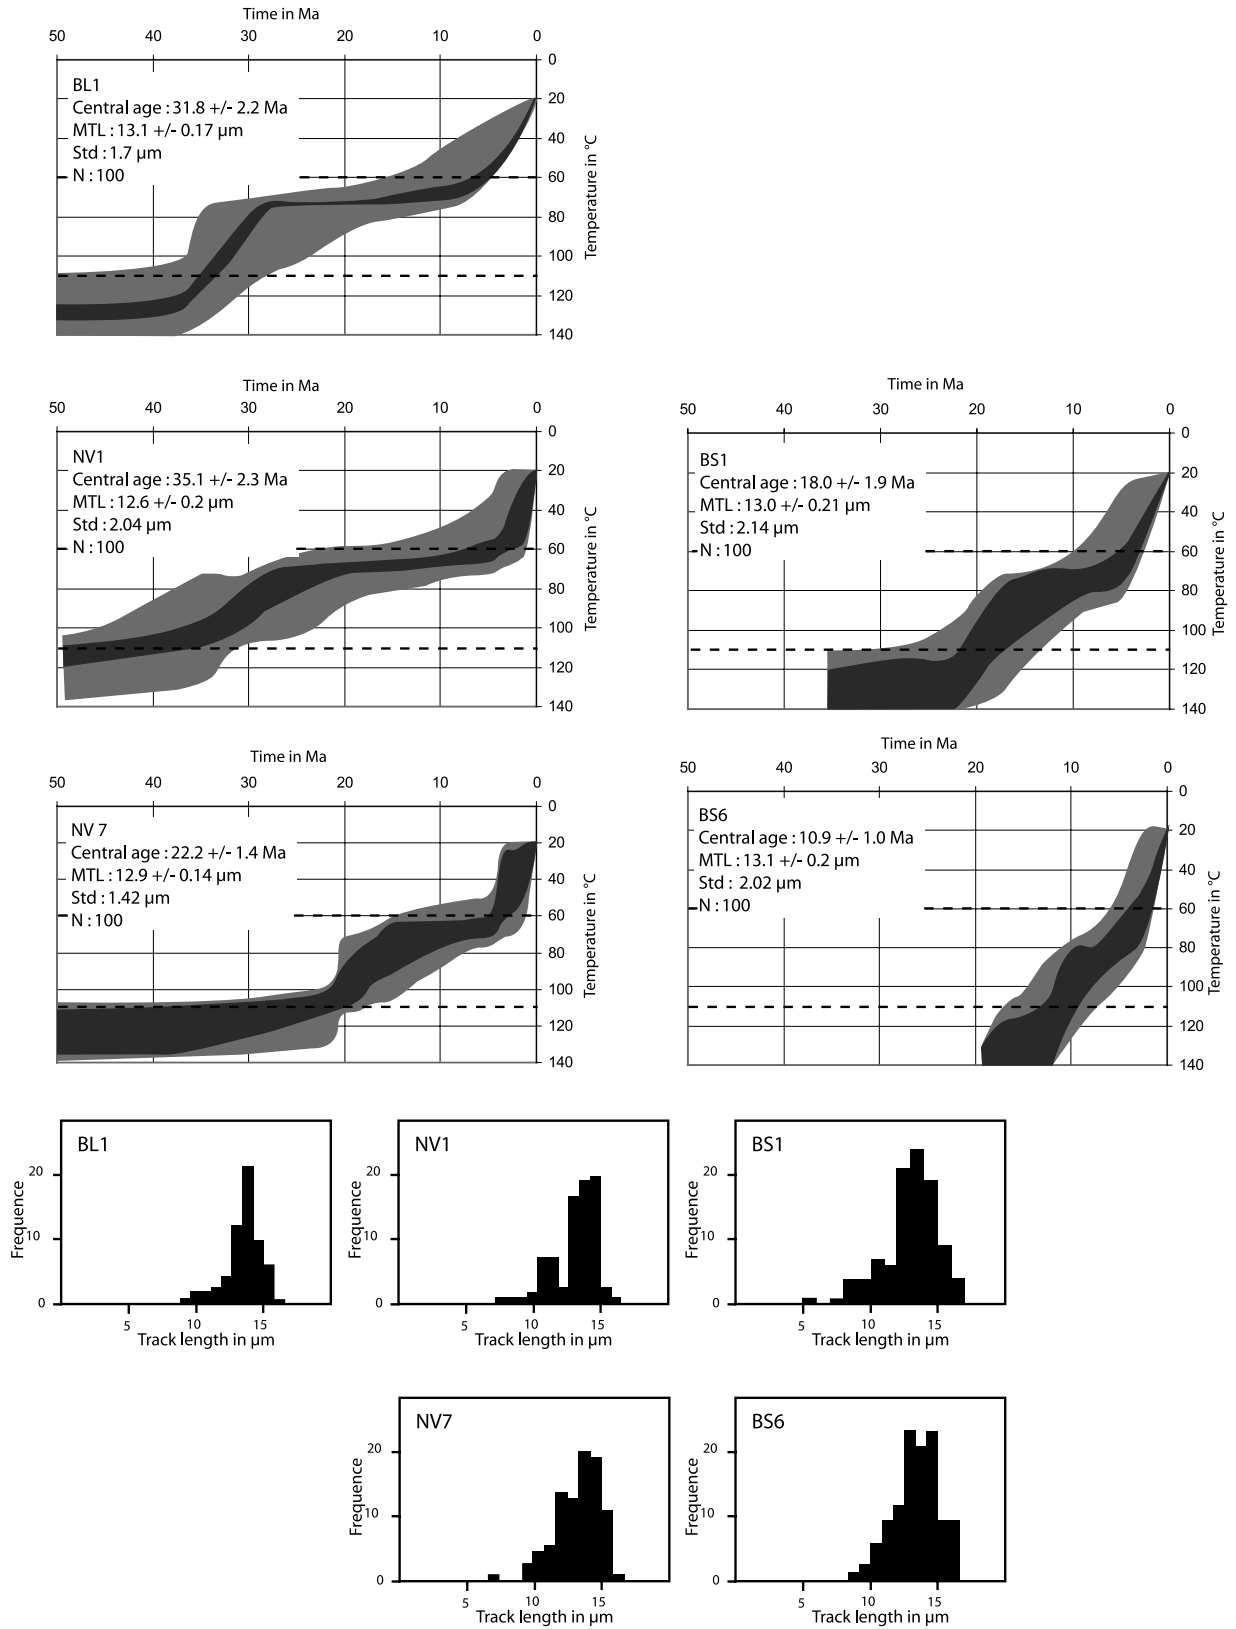 Time in Ma
50 40 30 20 10 0
BL1
Central age : 31.8 +/- 2.2 Ma
MTL : 13.1 +/- 0.17 µm
Std : 1.7 µm
N : 100
0
20
40
60
80
100
120
140
Temperature in °C
Time in Ma
50 40 30 20 10 0
NV1
Central age : 35.1 +/- 2.3 Ma
MTL : 12.6 +/- 0.2 µm
Std : 2.04 µm
N : 100
0
20
40
60
80
100
120
140
Temperature in °C
Time in Ma
50 40 30 20 10 0
BS1
Central age : 18.0 +/- 1.9 Ma
MTL : 13.0 +/- 0.21 µm
Std : 2.14 µm
N : 100
0
20
40
60
80
100
120
140
Temperature in °C
Time in Ma
50 40 30 20 10 0
NV 7
Central age : 22.2 +/- 1.4 Ma
MTL : 12.9 +/- 0.14 µm
Std : 1.42 µm
N : 100
0
20
40
60
80
100
120
140
Temperature in °C
Time in Ma
50 40 30 20 10 0
BS6
Central age : 10.9 +/- 1.0 Ma
MTL : 13.1 +/- 0.2 µm
Std : 2.02 µm
N : 100
0
20
40
60
80
100
120
140
Temperature in °C
BL1
20
10
0
Frequence
5 10 15
Track length in µm
NV1
20
10
0
Frequence
5 10 15
Track length in µm
BS1
20
10
0
Frequence
5 10 15
Track length in µm
NV7
20
10
0
Frequence
5 10 15
Track length in µm
BS6
20
10
0
Frequence
5 10 15
Track length in µm